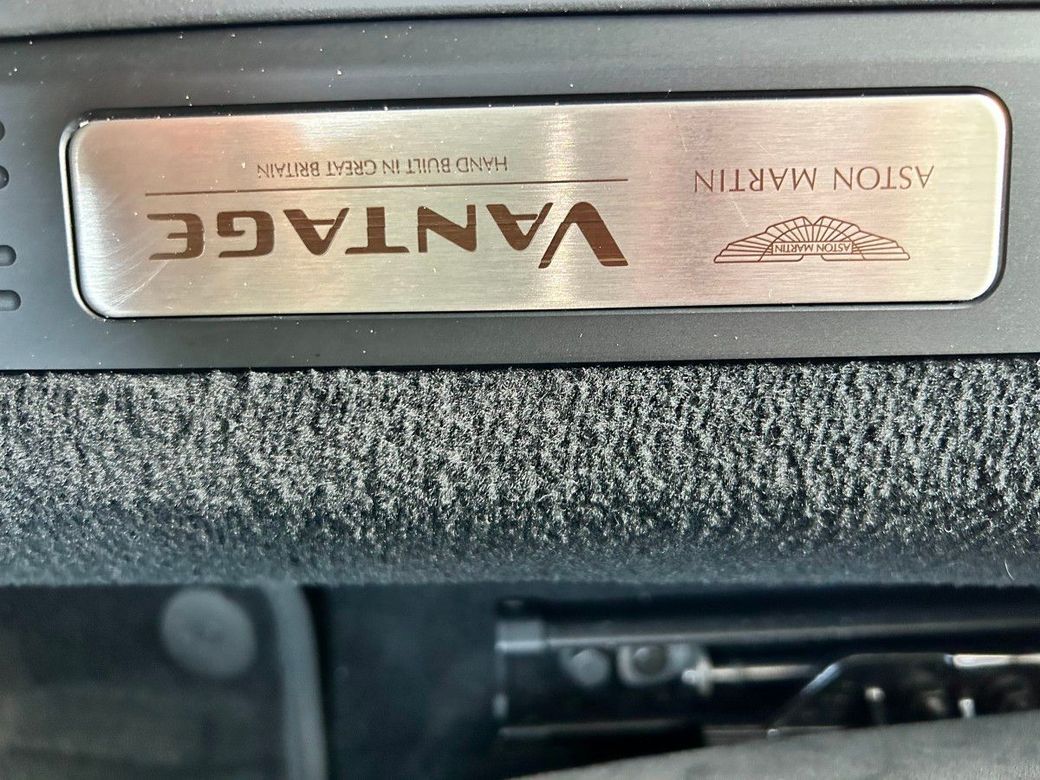 ASTON MARTIN
ASTON MARTIN
VANTAGE
HAND BUILT IN GREAT BRITAIN